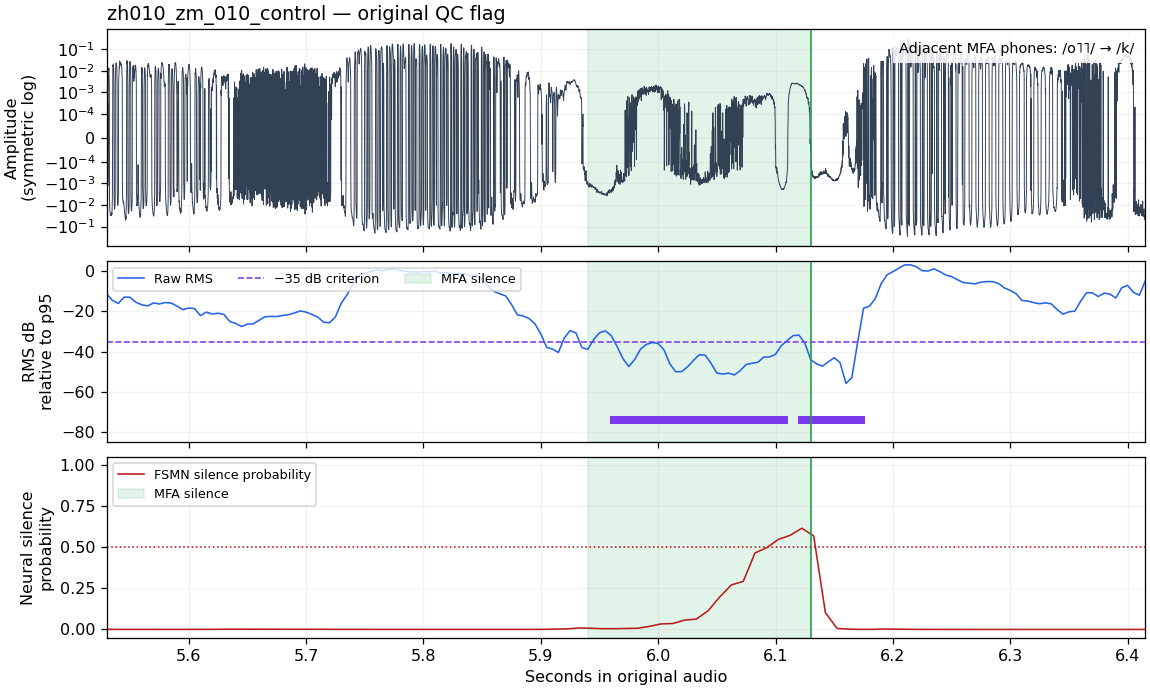 zh010_zm_010_control — original QC flag
Adjacent MFA phones: /o˥˥/ → /k/
Amplitude
(symmetric log)
10⁻¹
10⁻²
10⁻³
10⁻⁴
0
−10⁻⁴
−10⁻³
−10⁻²
−10⁻¹
Raw RMS
−35 dB criterion
MFA silence
RMS dB
relative to p95
0
−20
−40
−60
−80
FSMN silence probability
MFA silence
Neural silence
probability
1.00
0.75
0.50
0.25
0.00
5.6 5.7 5.8 5.9 6.0 6.1 6.2 6.3 6.4
Seconds in original audio